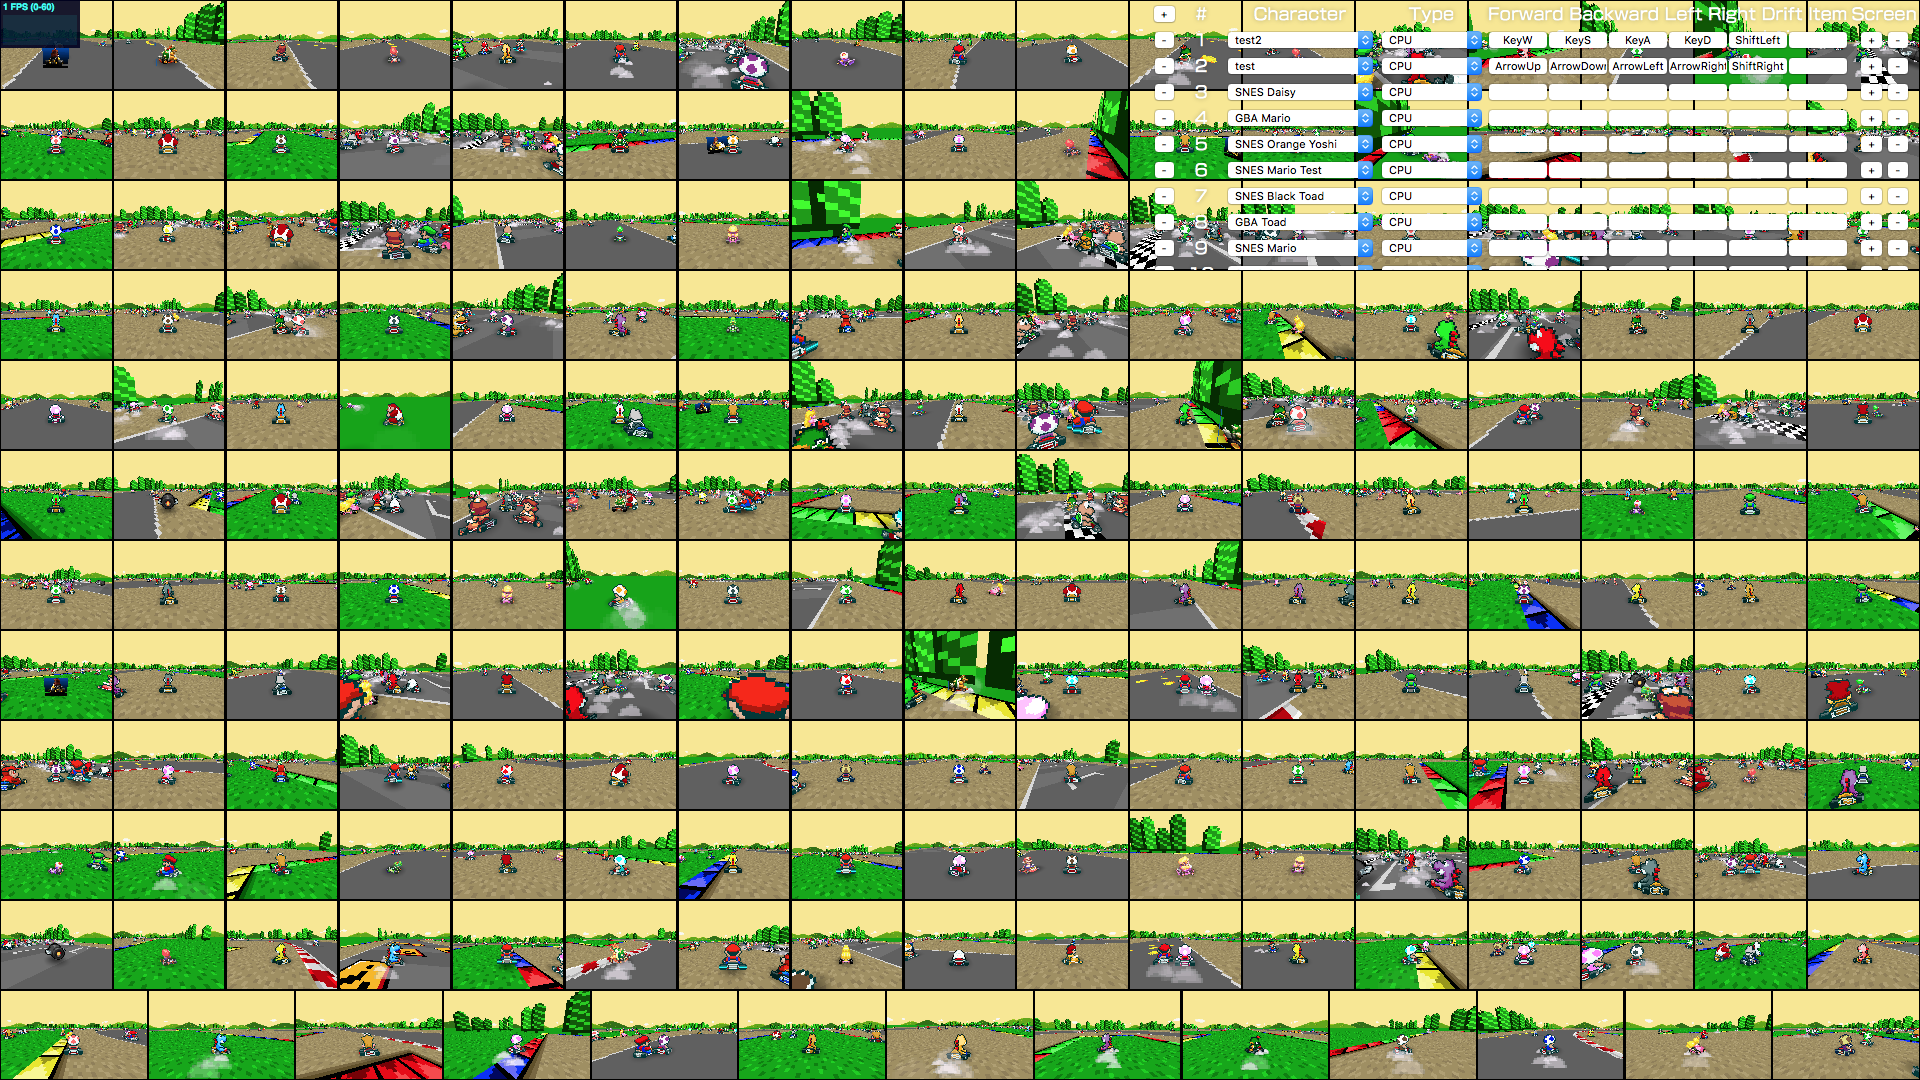 1 FPS (0-60)
+ # Character Type Forward Backward Left Right Drift Item Screen
- 1 test2 CPU KeyW KeyS KeyA KeyD ShiftLeft + -
- 2 test CPU ArrowUp ArrowDown ArrowLeft ArrowRight ShiftRight + -
- 3 SNES Daisy CPU + -
- 4 GBA Mario CPU + -
- 5 SNES Orange Yoshi CPU + -
- 6 SNES Mario Test CPU + -
- 7 SNES Black Toad CPU + -
- 8 GBA Toad CPU + -
- 9 SNES Mario CPU + -